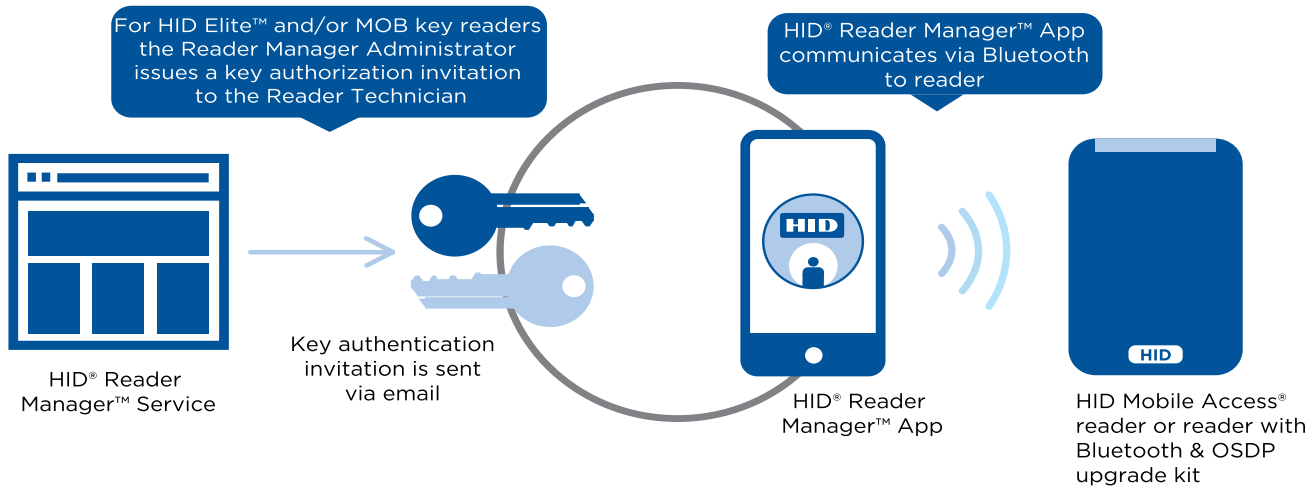 For HID Elite™ and/or MOB key readers
the Reader Manager Administrator
issues a key authorization invitation
to the Reader Technician
HID® Reader Manager™ App
communicates via Bluetooth
to reader
HID® Reader
Manager™ Service
Key authentication
invitation is sent
via email
HID
HID® Reader
Manager™ App
HID
HID Mobile Access®
reader or reader with
Bluetooth & OSDP
upgrade kit